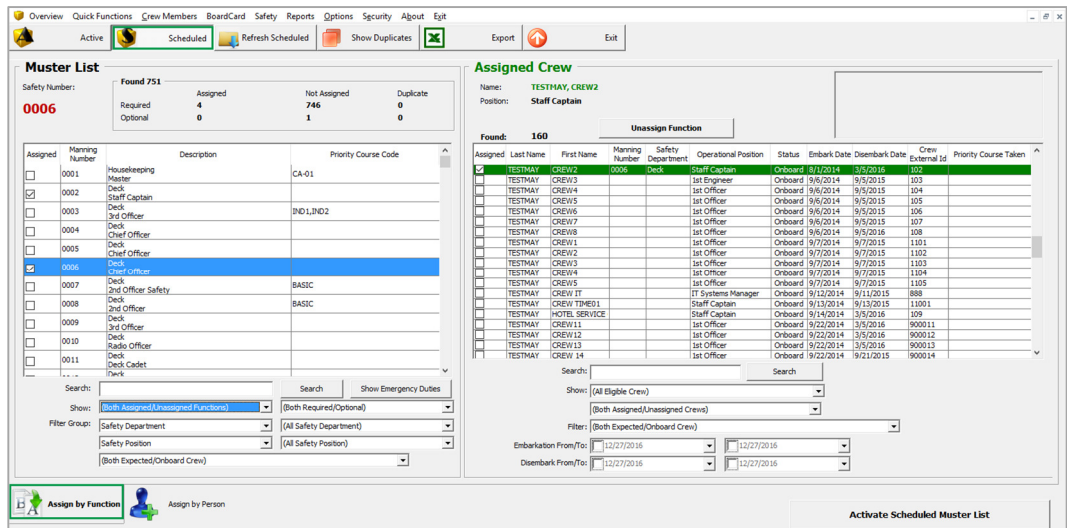 Overview Quick Functions Crew Members BoardCard Safety Reports Options Security About Exit
Active Scheduled Refresh Scheduled Show Duplicates Export Exit
Muster List
Safety Number:
0006
Found 751
Assigned Not Assigned Duplicate
Required 4 746 0
Optional 0 1 0
Assigned Manning Number Description Priority Course Code
0001 Housekeeping CA-01
Master
0002 Deck
Staff Captain
0003 Deck IND1,IND2
3rd Officer
0004 Deck
Chief Officer
0005 Deck
Chief Officer
0006 Deck
Chief Officer
0007 Deck BASIC
2nd Officer Safety
0008 Deck BASIC
2nd Officer
0009 Deck
3rd Officer
0010 Deck
Radio Officer
0011 Deck
Deck Cadet
Deck
Search: Search Show Emergency Duties
Show: (Both Assigned/Unassigned Functions) (Both Required/Optional)
Filter Group: Safety Department (All Safety Department)
Safety Position (All Safety Position)
(Both Expected/Onboard Crew)
Assigned Crew
Name: TESTMAY, CREW2
Position: Staff Captain
Unassign Function
Found: 160
Assigned Last Name First Name Manning Number Safety Department Operational Position Status Embark Date Disembark Date Crew External Id Priority Course Taken
TESTMAY CREW2 0006 Deck Staff Captain Onboard 8/1/2014 3/5/2016 102
TESTMAY CREW3 1st Engineer Onboard 9/6/2014 9/5/2015 103
TESTMAY CREW4 1st Officer Onboard 9/6/2014 9/5/2015 104
TESTMAY CREW5 1st Officer Onboard 9/6/2014 9/5/2015 105
TESTMAY CREW6 1st Officer Onboard 9/6/2014 9/5/2015 106
TESTMAY CREW7 1st Officer Onboard 9/6/2014 9/5/2015 107
TESTMAY CREW8 1st Officer Onboard 9/6/2014 9/5/2016 108
TESTMAY CREW1 1st Officer Onboard 9/7/2014 9/7/2015 1101
TESTMAY CREW2 1st Officer Onboard 9/7/2014 9/7/2015 1102
TESTMAY CREW3 1st Officer Onboard 9/7/2014 9/7/2015 1103
TESTMAY CREW4 1st Officer Onboard 9/7/2014 9/7/2015 1104
TESTMAY CREW5 1st Officer Onboard 9/7/2014 9/7/2015 1105
TESTMAY CREW IT IT Systems Manager Onboard 9/12/2014 9/11/2015 888
TESTMAY CREW TIME01 Staff Captain Onboard 9/13/2014 9/13/2015 11001
TESTMAY HOTEL SERVICE Staff Captain Onboard 9/14/2014 3/5/2016 109
TESTMAY CREW11 1st Officer Onboard 9/22/2014 3/5/2016 900011
TESTMAY CREW12 1st Officer Onboard 9/22/2014 3/5/2016 900012
TESTMAY CREW13 1st Officer Onboard 9/22/2014 3/5/2016 900013
TESTMAY CREW 14 1st Officer Onboard 9/22/2014 9/21/2015 900014
Search: Search
Show: (All Eligible Crew)
(Both Assigned/Unassigned Crews)
Filter: (Both Expected/Onboard Crew)
Embarkation From/To: 12/27/2016 12/27/2016
Disembark From/To: 12/27/2016 12/27/2016
Assign by Function Assign by Person
Activate Scheduled Muster List